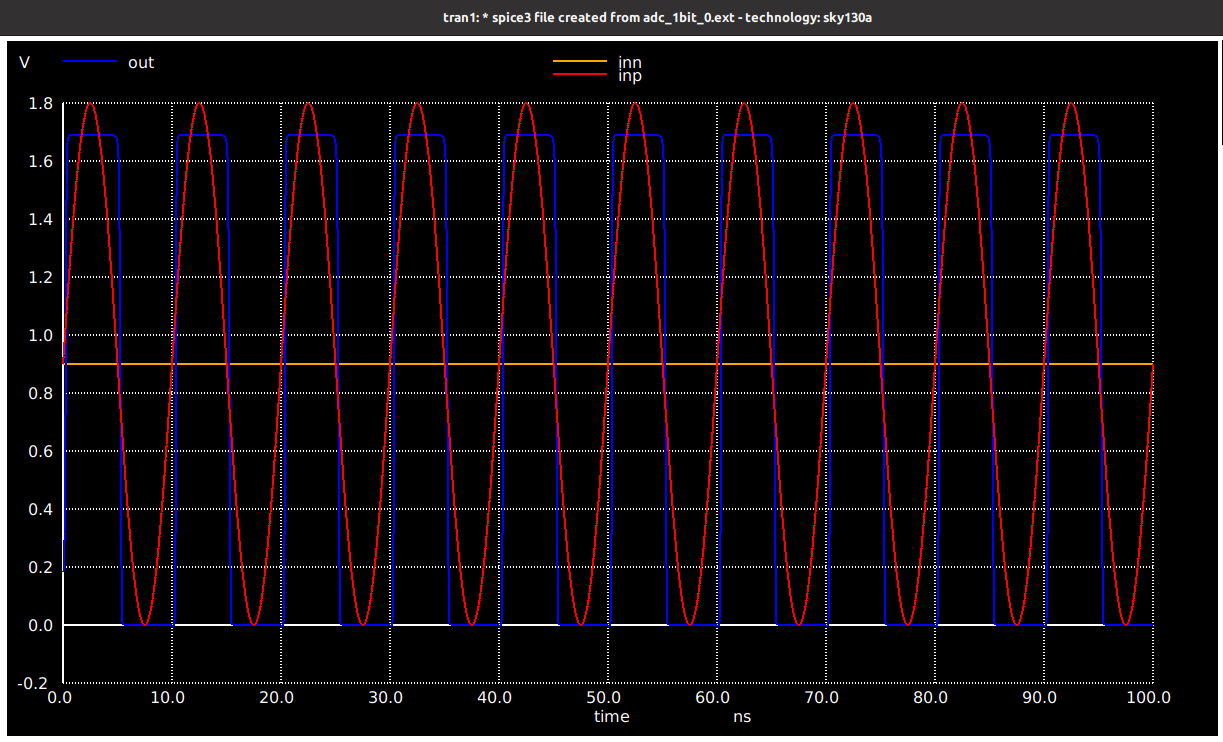 tran1: * spice3 file created from adc_1bit_0.ext - technology: sky130a
V
out
inn
inp
1.8
1.6
1.4
1.2
1.0
0.8
0.6
0.4
0.2
0.0
-0.2
0.0 10.0 20.0 30.0 40.0 50.0 60.0 70.0 80.0 90.0 100.0
time ns